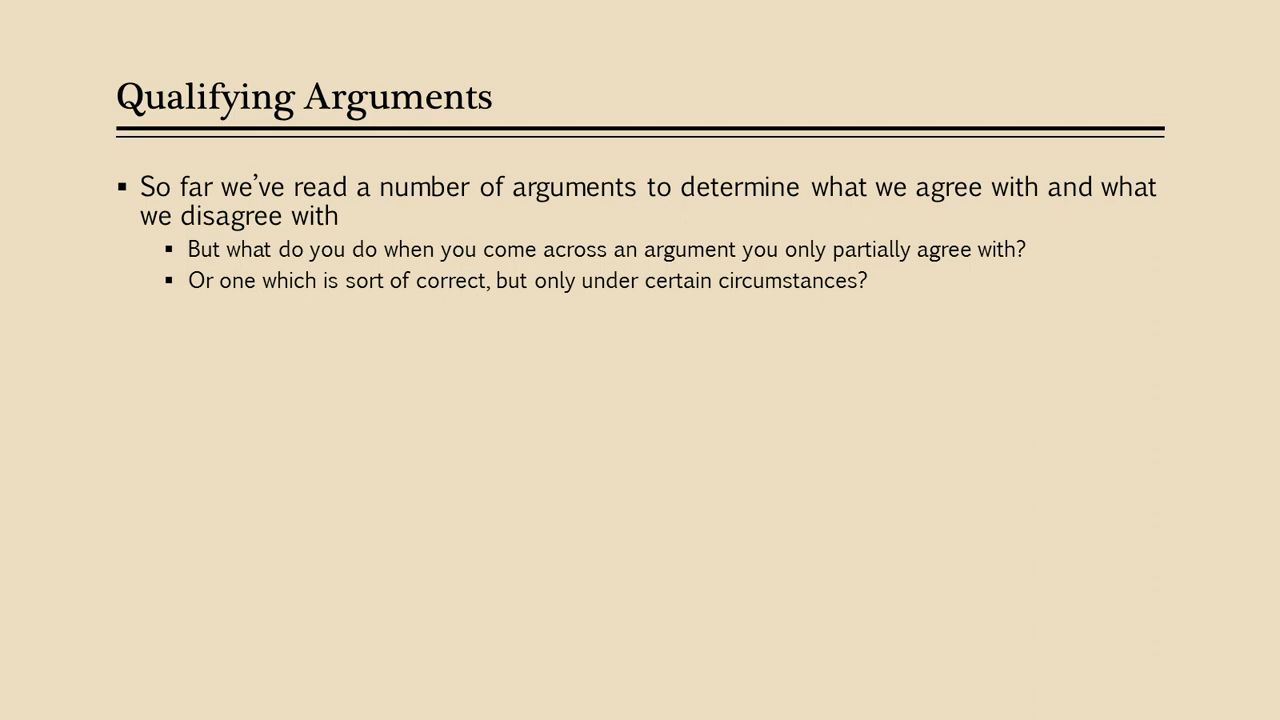 Qualifying Arguments
▪ So far we’ve read a number of arguments to determine what we agree with and what
we disagree with
▪ But what do you do when you come across an argument you only partially agree with?
▪ Or one which is sort of correct, but only under certain circumstances?